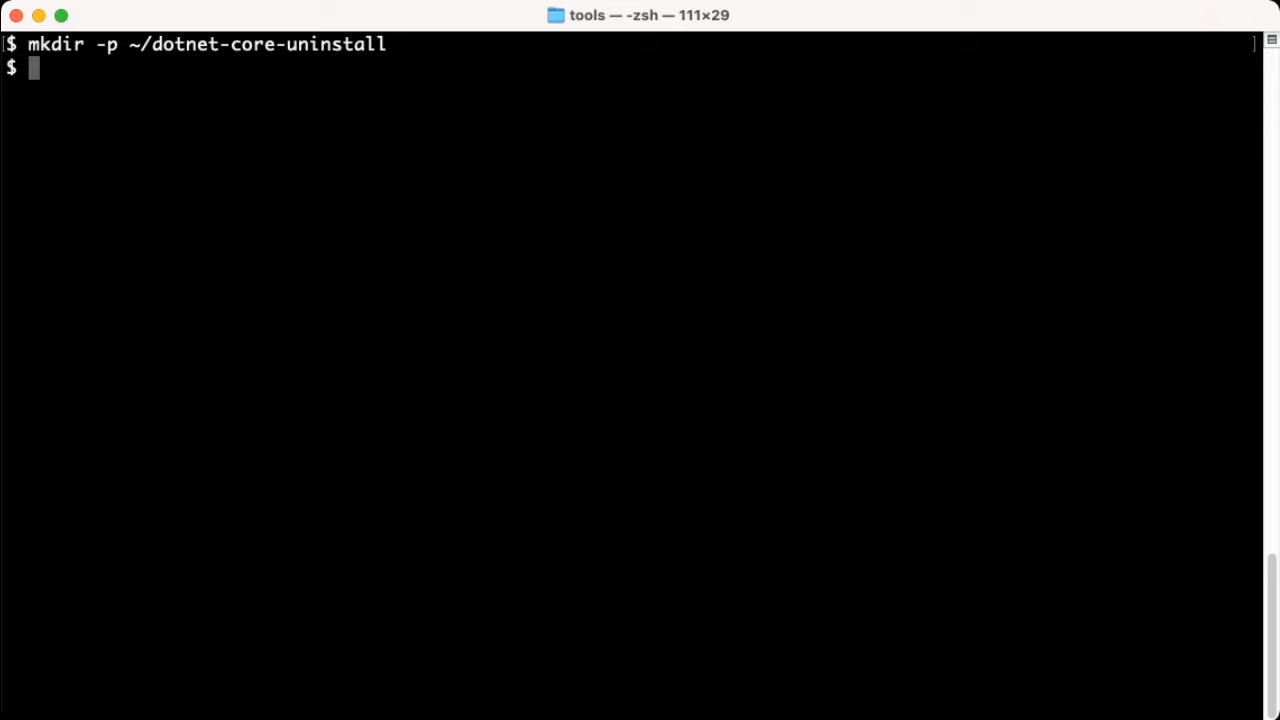 tools — -zsh — 111×29
[$ mkdir -p ~/dotnet-core-uninstall ]
$